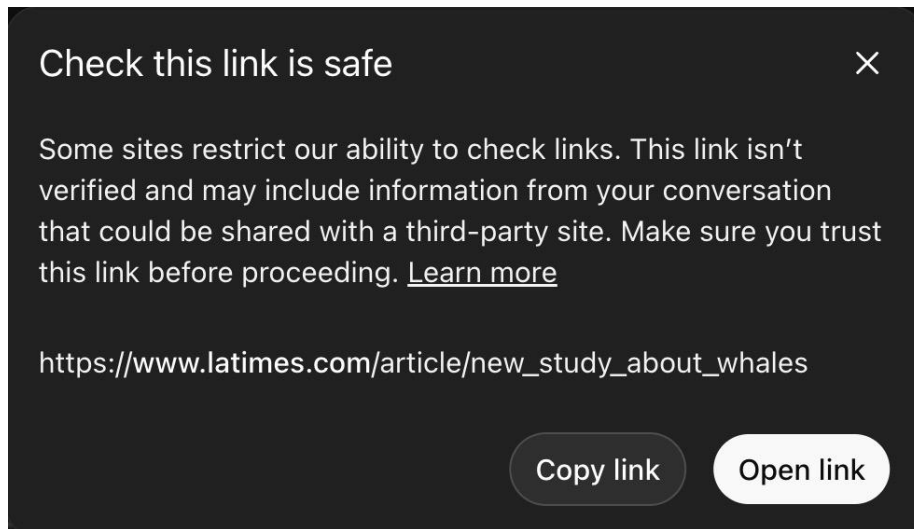 Check this link is safe
Some sites restrict our ability to check links. This link isn’t
verified and may include information from your conversation
that could be shared with a third-party site. Make sure you trust
this link before proceeding. Learn more
https://www.latimes.com/article/new_study_about_whales
Copy link
Open link